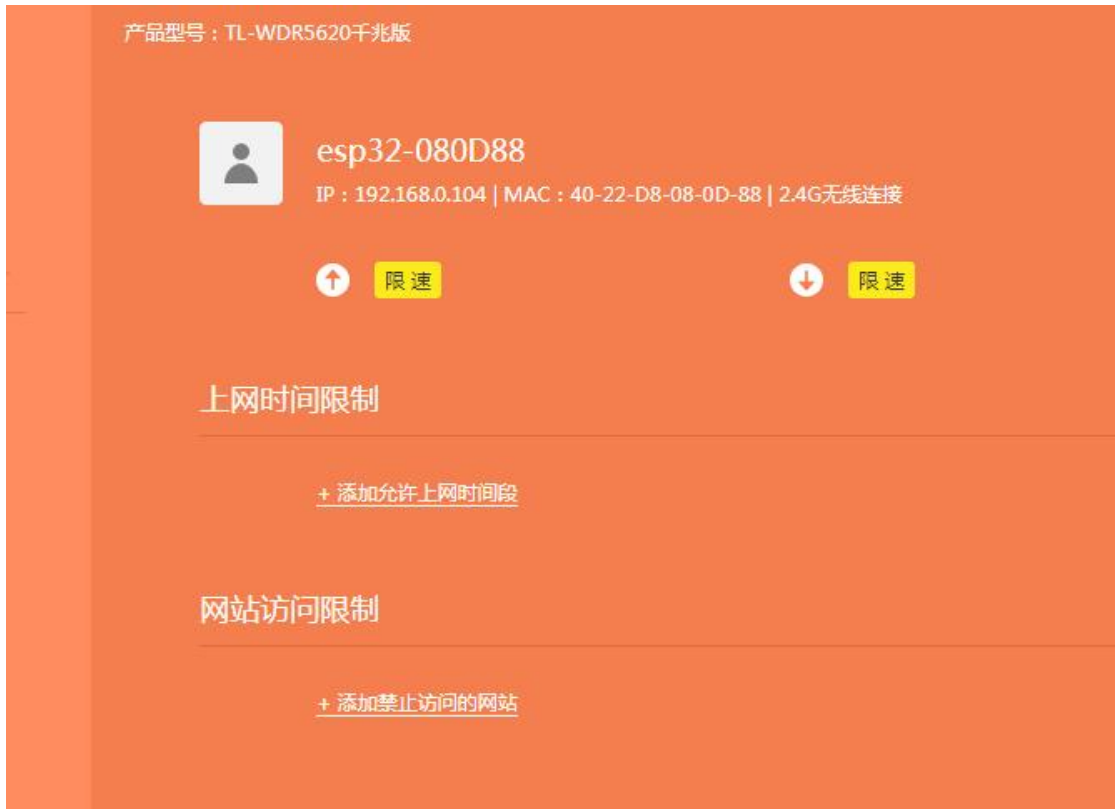 产品型号：TL-WDR5620千兆版
esp32-080D88
IP：192.168.0.104 | MAC：40-22-D8-08-0D-88 | 2.4G无线连接
限速 限速
上网时间限制
+ 添加允许上网时间段
网站访问限制
+ 添加禁止访问的网站